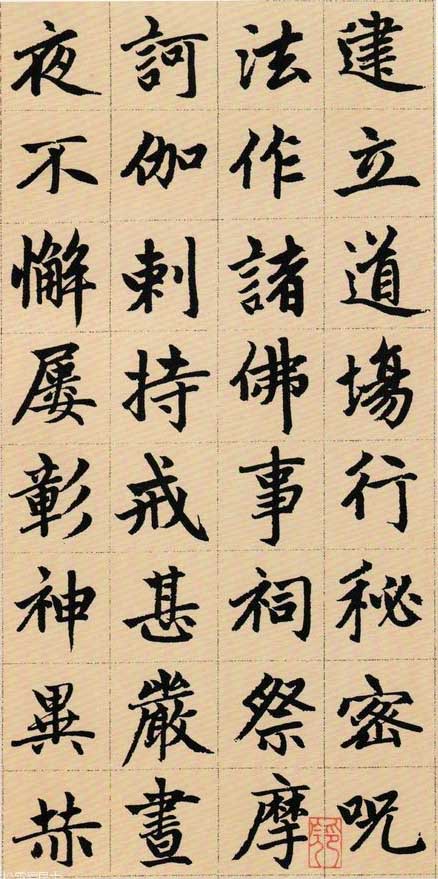 建立道場行秘密呪
法作諸佛事祠祭摩
訶伽剌持戒甚嚴晝
夜不懈屢彰神異赫